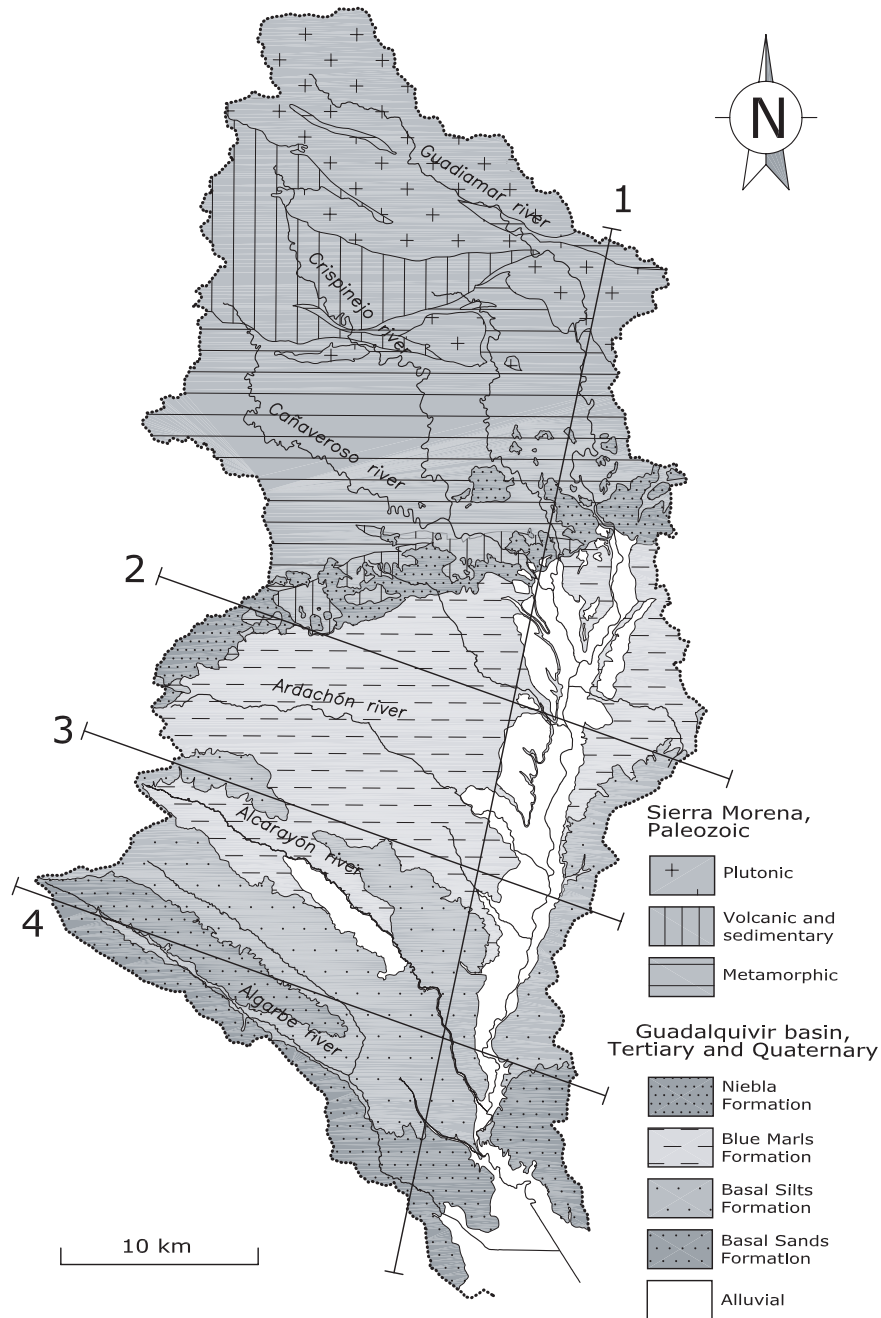 N
1
Guadiamar river
Crispinejo river
Cañaveroso river
2
Ardachón river
3
Alcarayón river
4
Algarbe river
10 km
Sierra Morena,
Paleozoic
Plutonic
Volcanic and
sedimentary
Metamorphic
Guadalquivir basin,
Tertiary and Quaternary
Niebla
Formation
Blue Marls
Formation
Basal Silts
Formation
Basal Sands
Formation
Alluvial